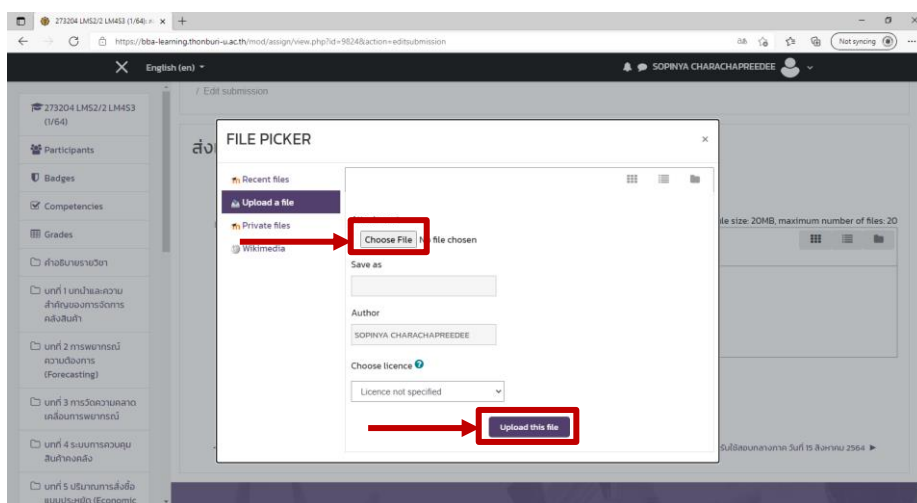 273204 LMS2/2 LM453 (1/64):
https://bba-learning.thonburi-u.ac.th/mod/assign/view.php?id=9824&action=editsubmission
Not syncing
English (en)
SOPINYA CHARACHAPREEDEE
/ Edit submission
273204 LMS2/2 LM453
(1/64)
Participants
Badges
Competencies
Grades
คำอธิบายรายวิชา
บทที่ 1 บทนำและความ
สำคัญของการจัดการ
คลังสินค้า
บทที่ 2 การพยากรณ์
ความต้องการ
(Forecasting)
บทที่ 3 การวัดความคลาด
เคลื่อนการพยากรณ์
บทที่ 4 ระบบการควบคุม
สินค้าคงคลัง
บทที่ 5 ปริมาณการสั่งซื้อ
แบบประหยัด (Economic
FILE PICKER
×
Recent files
Upload a file
Private files
Wikimedia
Choose File No file chosen
Save as
Author
SOPINYA CHARACHAPREEDEE
Choose licence
Licence not specified
Upload this file
size: 20MB, maximum number of files: 20
วันที่ 15 สิงหาคม 2564